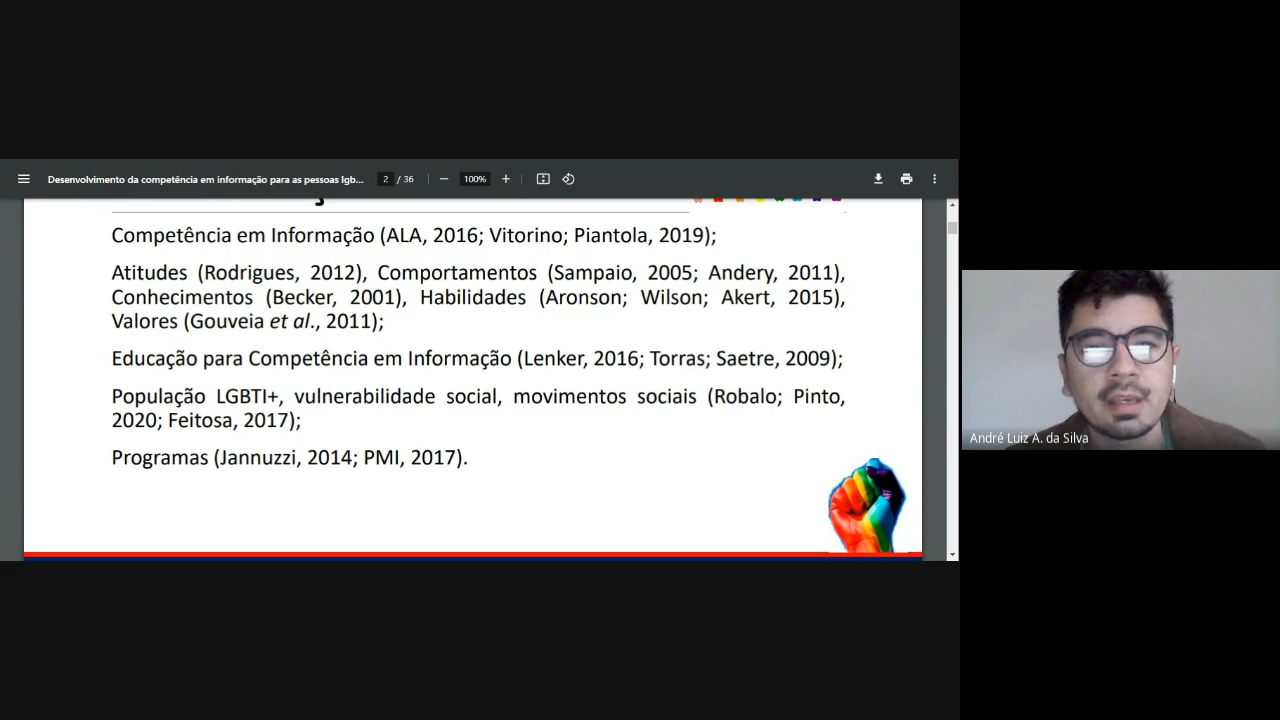 Desenvolvimento da competência em informação para as pessoas lgb... 2 / 36 100%
Competência em Informação (ALA, 2016; Vitorino; Piantola, 2019);
Atitudes (Rodrigues, 2012), Comportamentos (Sampaio, 2005; Andery, 2011),
Conhecimentos (Becker, 2001), Habilidades (Aronson; Wilson; Akert, 2015),
Valores (Gouveia et al., 2011);
Educação para Competência em Informação (Lenker, 2016; Torras; Saetre, 2009);
População LGBTI+, vulnerabilidade social, movimentos sociais (Robalo; Pinto,
2020; Feitosa, 2017);
Programas (Jannuzzi, 2014; PMI, 2017).
André Luiz A. da Silva